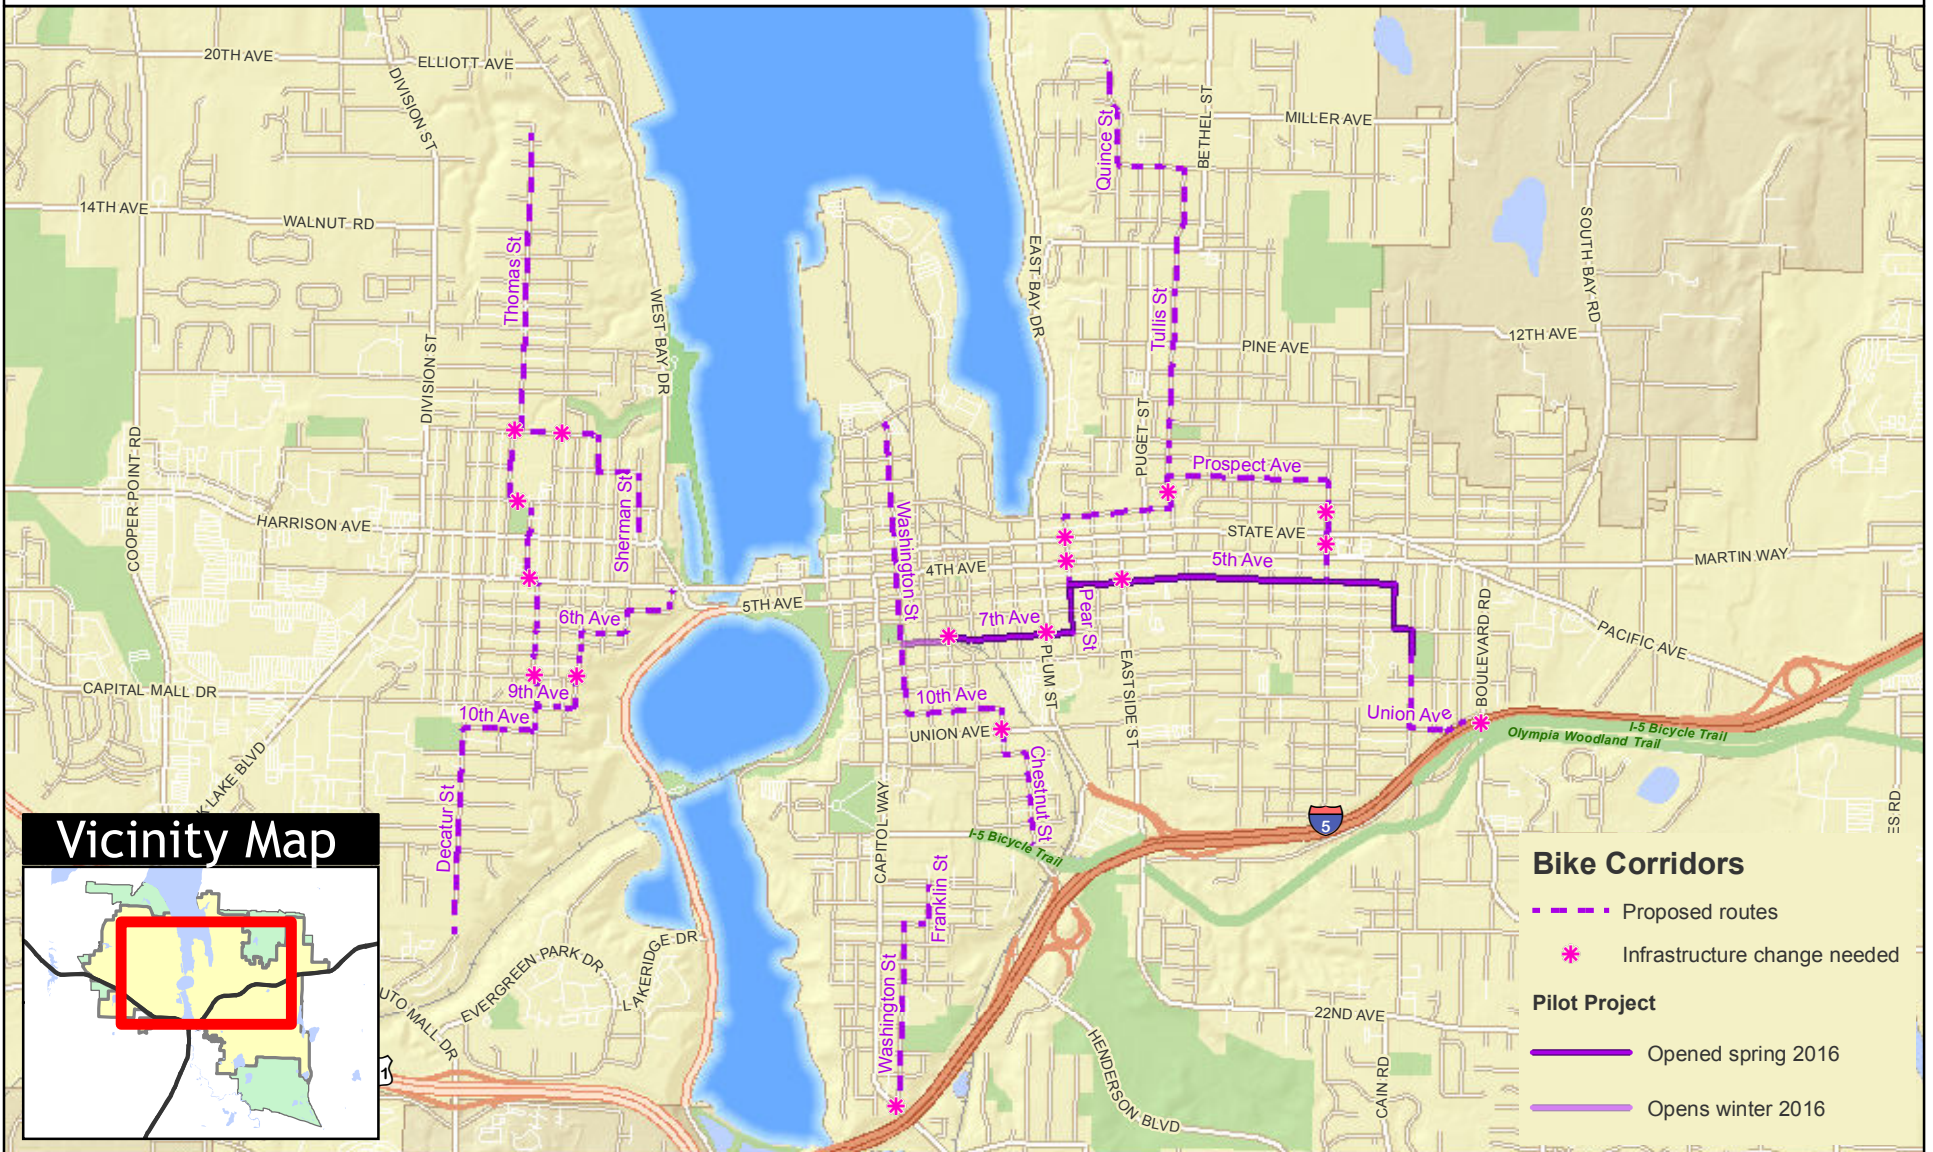 20TH AVE
ELLIOTT AVE
DIVISION ST
Quince St
BETHEL ST
MILLER AVE
14TH AVE
WALNUT RD
Thomas St
WEST BAY DR
EAST BAY DR
Tullis St
SOUTH BAY RD
12TH AVE
PINE AVE
DIVISION ST
COOPER POINT RD
PUGET ST
Prospect Ave
HARRISON AVE
Sherman St
Washington St
STATE AVE
4TH AVE
5th Ave
MARTIN WAY
5TH AVE
6th Ave
7th Ave
Pear St
PLUM ST
EASTSIDE ST
BOULEVARD RD
PACIFIC AVE
CAPITAL MALL DR
9th Ave
10th Ave
10th Ave
UNION AVE
Union Ave
I-5 Bicycle Trail
Olympia Woodland Trail
K LAKE BLVD
Decatur St
CAPITOL WAY
Chestnut St
I-5 Bicycle Trail
5
ES RD
Franklin St
Washington St
EVERGREEN PARK DR
LAKERIDGE DR
UTO MALL DR
1
22ND AVE
HENDERSON BLVD
CAIN RD
Vicinity Map
Bike Corridors
Proposed routes
Infrastructure change needed
Pilot Project
Opened spring 2016
Opens winter 2016